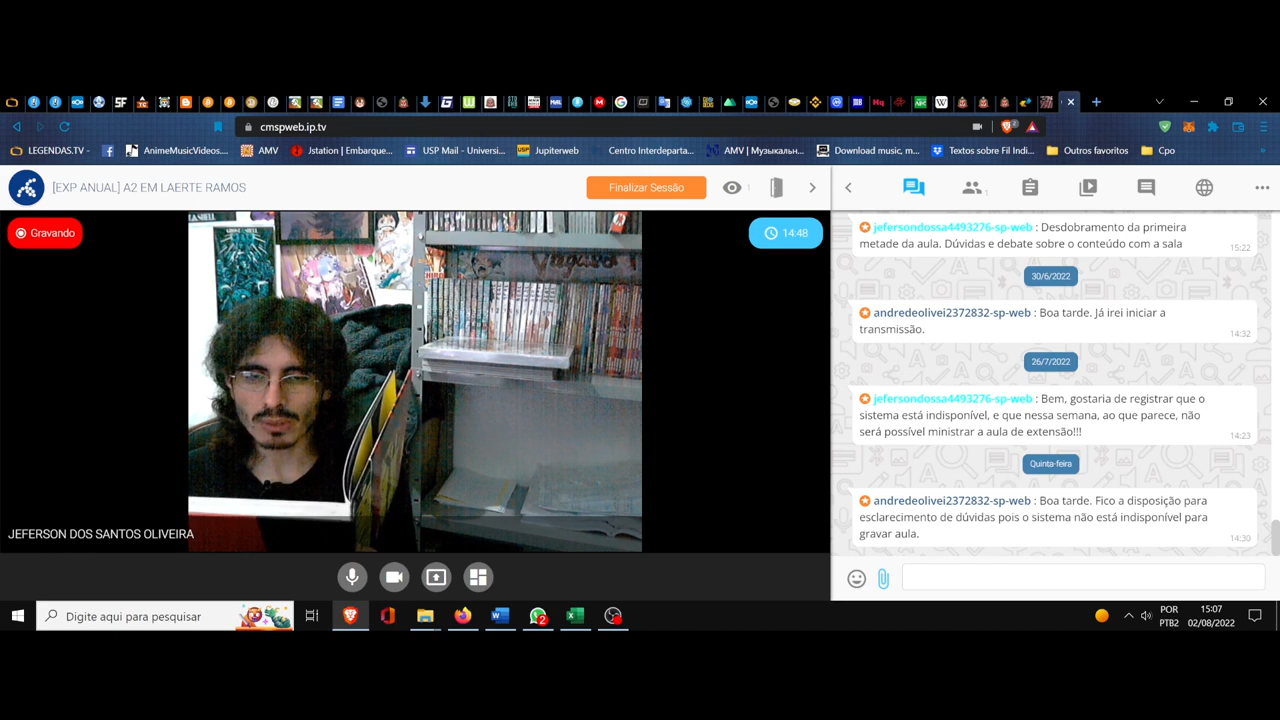 cmspweb.ip.tv
2
LEGENDAS.TV -
AnimeMusicVideos...
AMV
Jstation | Embarque...
USP Mail - Universi...
Jupiterweb
Centro Interdeparta...
AMV | Музыкальн...
Download music, m...
Textos sobre Fil Indi...
Outros favoritos
Cpo
[EXP ANUAL] A2 EM LAERTE RAMOS
Finalizar Sessão
1
1
Gravando
14:48
JEFERSON DOS SANTOS OLIVEIRA
jefersondossa4493276-sp-web : Desdobramento da primeira
metade da aula. Dúvidas e debate sobre o conteúdo com a sala
15:22
30/6/2022
andredeolivei2372832-sp-web : Boa tarde. Já irei iniciar a
transmissão.
14:32
26/7/2022
jefersondossa4493276-sp-web : Bem, gostaria de registrar que o
sistema está indisponível, e que nessa semana, ao que parece, não
será possível ministrar a aula de extensão!!!
14:23
Quinta-feira
andredeolivei2372832-sp-web : Boa tarde. Fico a disposição para
esclarecimento de dúvidas pois o sistema não está indisponível para
gravar aula.
14:30
Digite aqui para pesquisar
2
POR
PTB2
15:07
02/08/2022